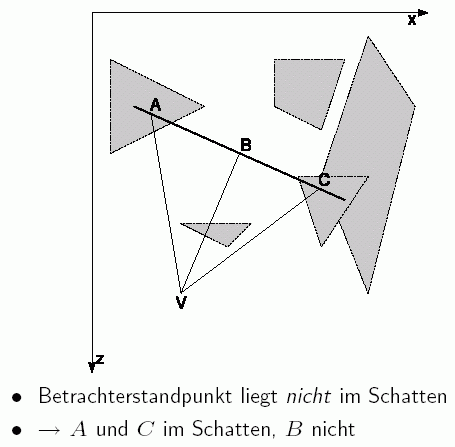 x
A
B
C
V
z
• Betrachterstandpunkt liegt nicht im Schatten
• → A und C im Schatten, B nicht